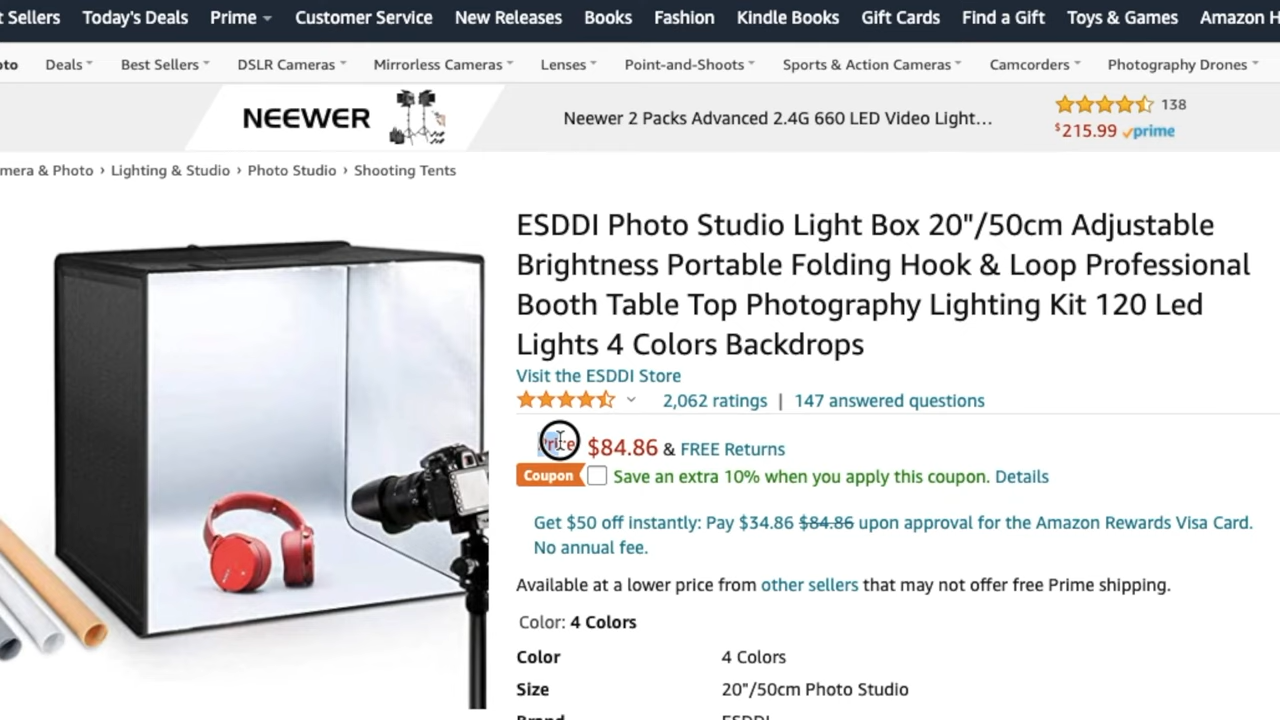 t Sellers Today's Deals Prime Customer Service New Releases Books Fashion Kindle Books Gift Cards Find a Gift Toys & Games Amazon H
oto Deals Best Sellers DSLR Cameras Mirrorless Cameras Lenses Point-and-Shoots Sports & Action Cameras Camcorders Photography Drones
NEEWER Neewer 2 Packs Advanced 2.4G 660 LED Video Light… 138
$215.99 prime
mera & Photo › Lighting & Studio › Photo Studio › Shooting Tents
ESDDI Photo Studio Light Box 20"/50cm Adjustable
Brightness Portable Folding Hook & Loop Professional
Booth Table Top Photography Lighting Kit 120 Led
Lights 4 Colors Backdrops
Visit the ESDDI Store
2,062 ratings | 147 answered questions
$84.86 & FREE Returns
Coupon Save an extra 10% when you apply this coupon. Details
Get $50 off instantly: Pay $34.86 $84.86 upon approval for the Amazon Rewards Visa Card.
No annual fee.
Available at a lower price from other sellers that may not offer free Prime shipping.
Color: 4 Colors
Color 4 Colors
Size 20"/50cm Photo Studio
Brand ESDDI